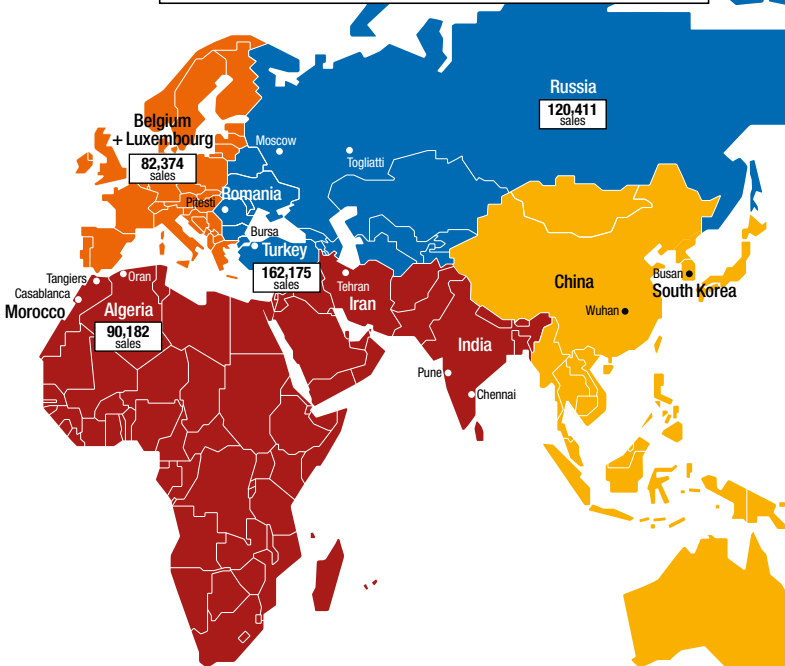 Russia
120,411
sales
Belgium
+ Luxembourg
82,374
sales
Moscow
Togliatti
Romania
Pitesti
Bursa
Turkey
162,175
sales
Tangiers
Oran
Casablanca
Morocco
Algeria
90,182
sales
Tehran
Iran
China
Busan
South Korea
Wuhan
India
Pune
Chennai